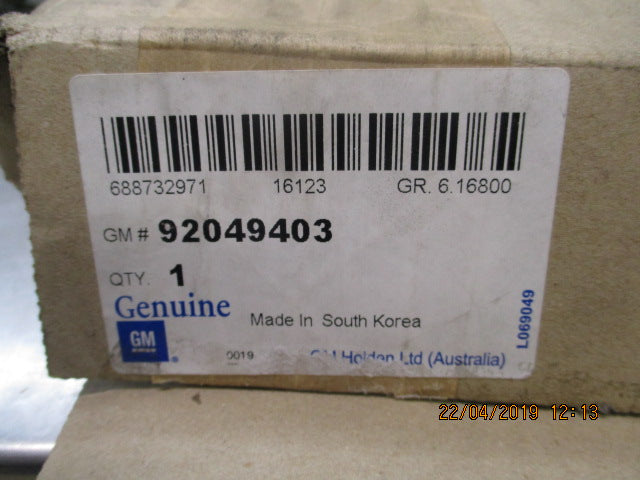 688732971 16123 GR. 6.16800
GM # 92049403
QTY. 1
Genuine
GM
Made In South Korea
0019
Holden Ltd (Australia)
L069049
22/04/2019 12:13